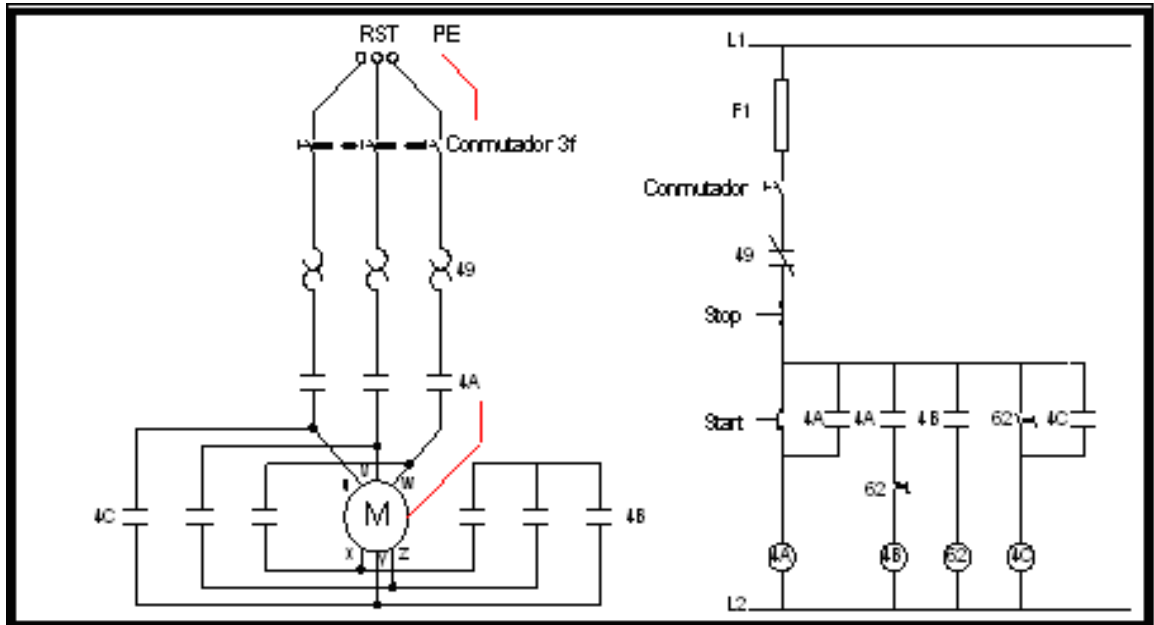 RST PE
Conmutador 3f
49
4A
U V W
M
4C 4B
X Y Z
L1
F1
Conmutador
49
Stop
Start 4A 4A 4B 62 4C
62
4A 4B 62 4C
L2